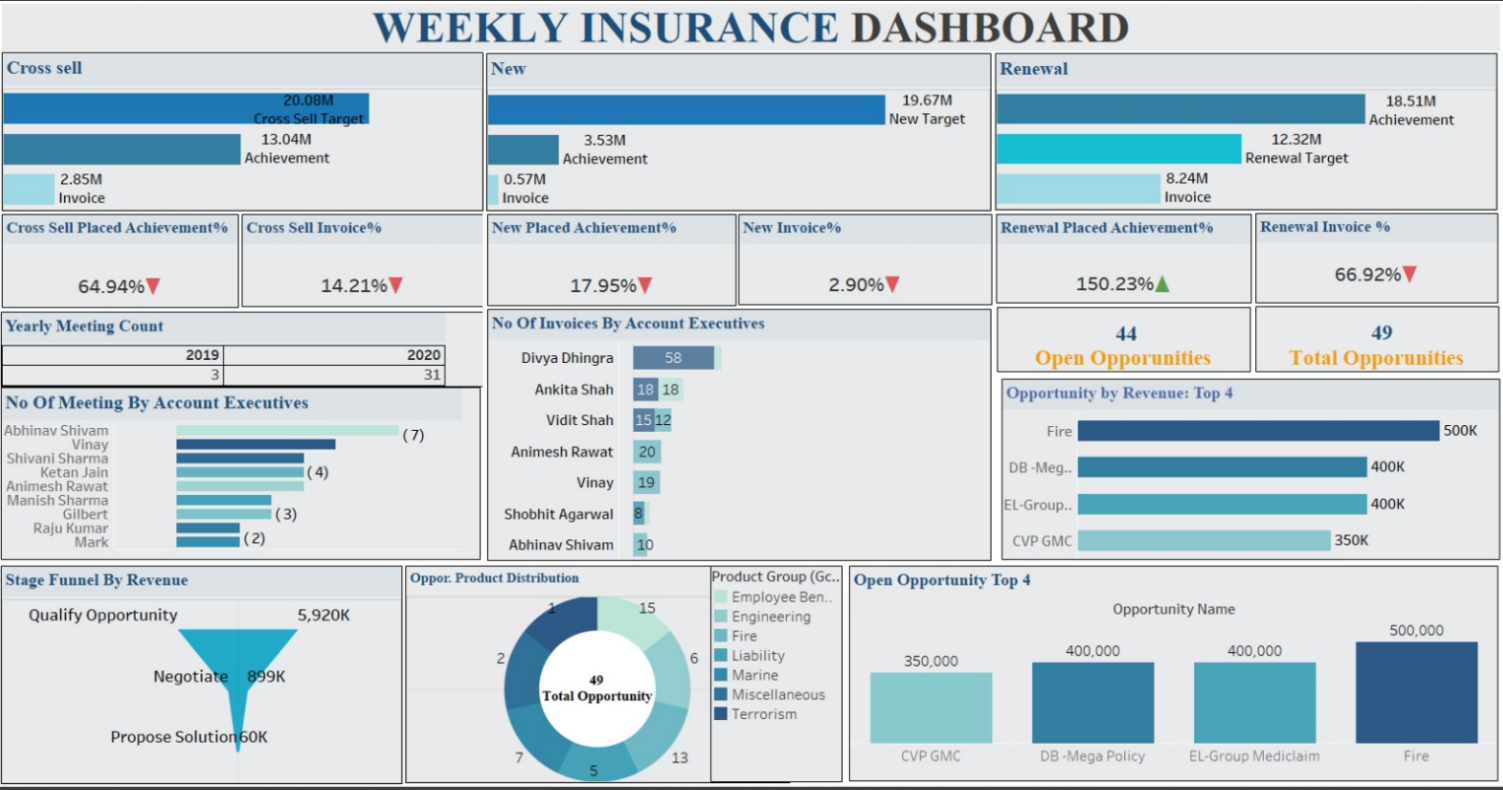 WEEKLY INSURANCE DASHBOARD
Cross sell
20.08M
Cross Sell Target
13.04M
Achievement
2.85M
Invoice
New
19.67M
New Target
3.53M
Achievement
0.57M
Invoice
Renewal
18.51M
Achievement
12.32M
Renewal Target
8.24M
Invoice
Cross Sell Placed Achievement%
64.94%▼
Cross Sell Invoice%
14.21%▼
New Placed Achievement%
17.95%▼
New Invoice%
2.90%▼
Renewal Placed Achievement%
150.23%▲
Renewal Invoice %
66.92%▼
Yearly Meeting Count
2019 2020
3 31
No Of Meeting By Account Executives
Abhinav Shivam (7)
Vinay
Shivani Sharma
Ketan Jain (4)
Animesh Rawat
Manish Sharma
Gilbert (3)
Raju Kumar
Mark (2)
No Of Invoices By Account Executives
Divya Dhingra 58
Ankita Shah 18 18
Vidit Shah 15 12
Animesh Rawat 20
Vinay 19
Shobhit Agarwal 8
Abhinav Shivam 10
44
Open Opporunities
49
Total Opporunities
Opportunity by Revenue: Top 4
Fire 500K
DB -Meg.. 400K
EL-Group.. 400K
CVP GMC 350K
Stage Funnel By Revenue
Qualify Opportunity 5,920K
Negotiate 899K
Propose Solution 60K
Oppor. Product Distribution
1
15
2
6
49
Total Opportunity
7
13
5
Product Group (Gc..
Employee Ben..
Engineering
Fire
Liability
Marine
Miscellaneous
Terrorism
Open Opportunity Top 4
Opportunity Name
350,000
400,000
400,000
500,000
CVP GMC
DB -Mega Policy
EL-Group Mediclaim
Fire